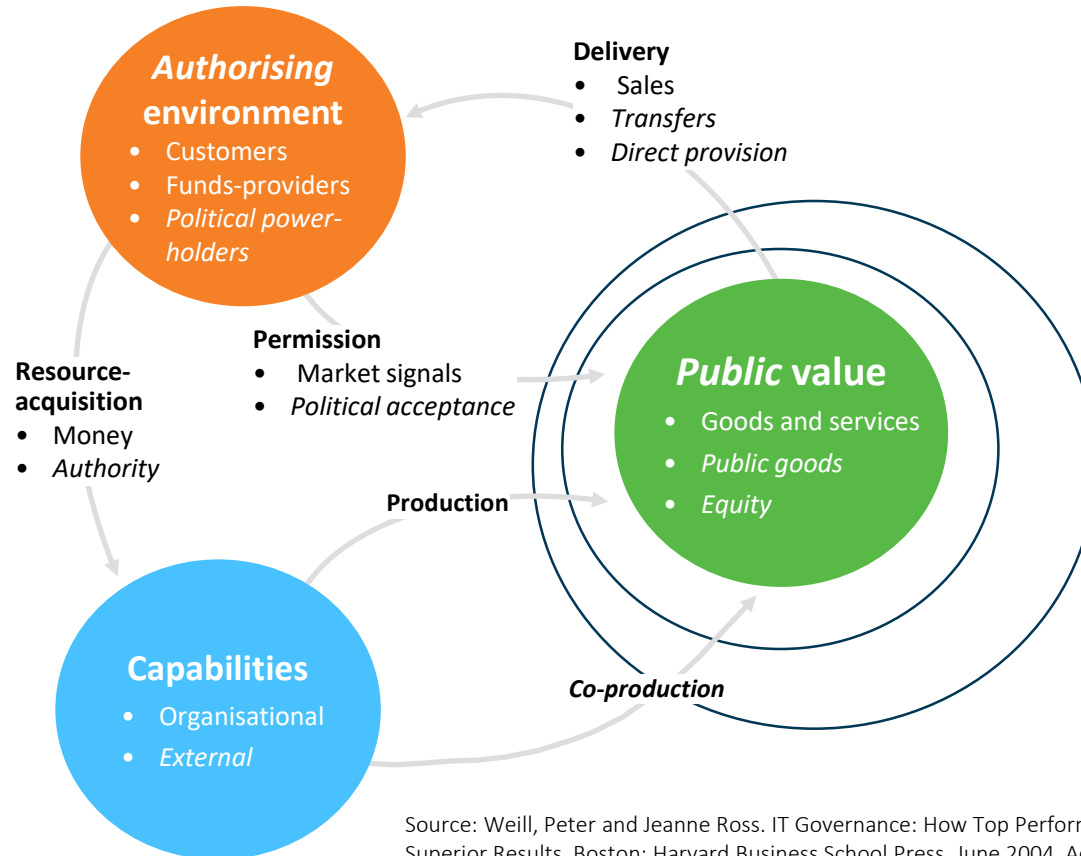 Authorising
environment
• Customers
• Funds-providers
• Political power-
holders
Delivery
• Sales
• Transfers
• Direct provision
Permission
• Market signals
• Political acceptance
Resource-
acquisition
• Money
• Authority
Public value
• Goods and services
• Public goods
• Equity
Production
Capabilities
• Organisational
• External
Co-production
Source: Weill, Peter and Jeanne Ross. IT Governance: How Top Perform
Superior Results. Boston: Harvard Business School Press, June 2004.